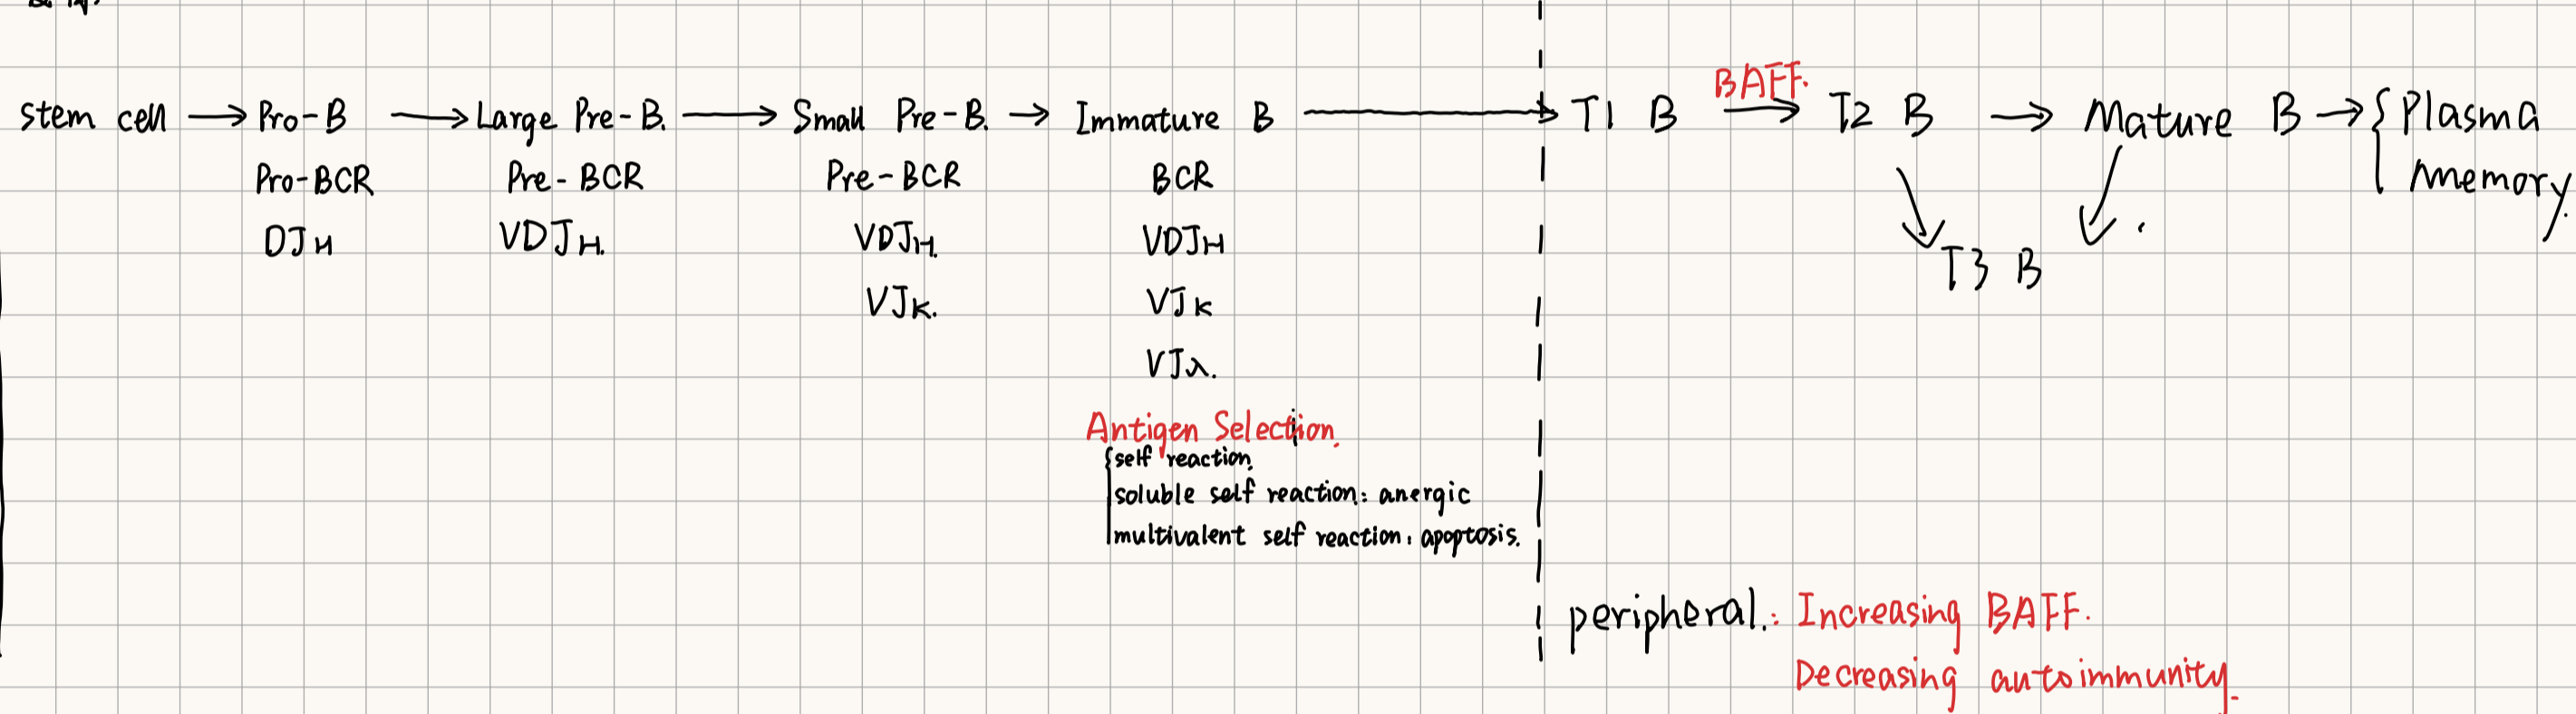 stem cell → Pro-B → Large Pre-B. → Small Pre-B. → Immature B → T1 B BAFF. → T2 B → Mature B → { Plasma
memory.
Pro-BCR Pre-BCR Pre-BCR BCR
DJH VDJH. VDJH. VDJH
T3 B
VJK. VJK
VJλ.
Antigen Selection.
self reaction.
soluble self reaction: anergic
multivalent self reaction: apoptosis.
peripheral.: Increasing BAFF.
Decreasing autoimmunity.